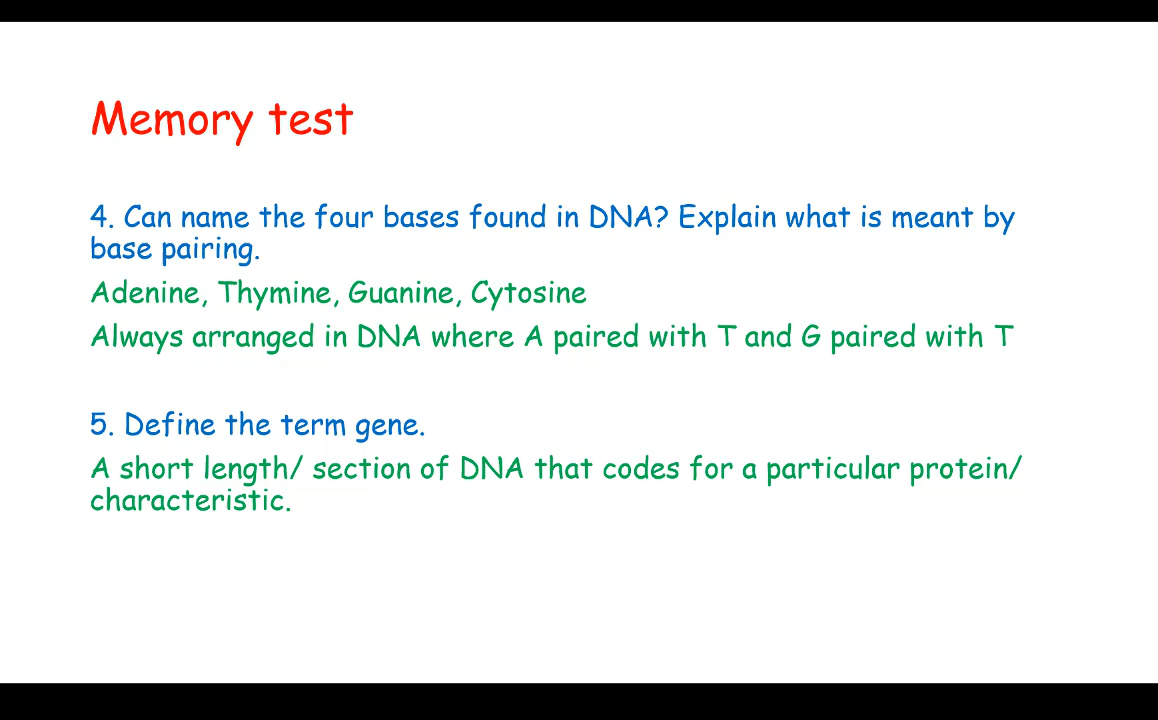 Memory test
4. Can name the four bases found in DNA? Explain what is meant by
base pairing.
Adenine, Thymine, Guanine, Cytosine
Always arranged in DNA where A paired with T and G paired with T
5. Define the term gene.
A short length/ section of DNA that codes for a particular protein/
characteristic.